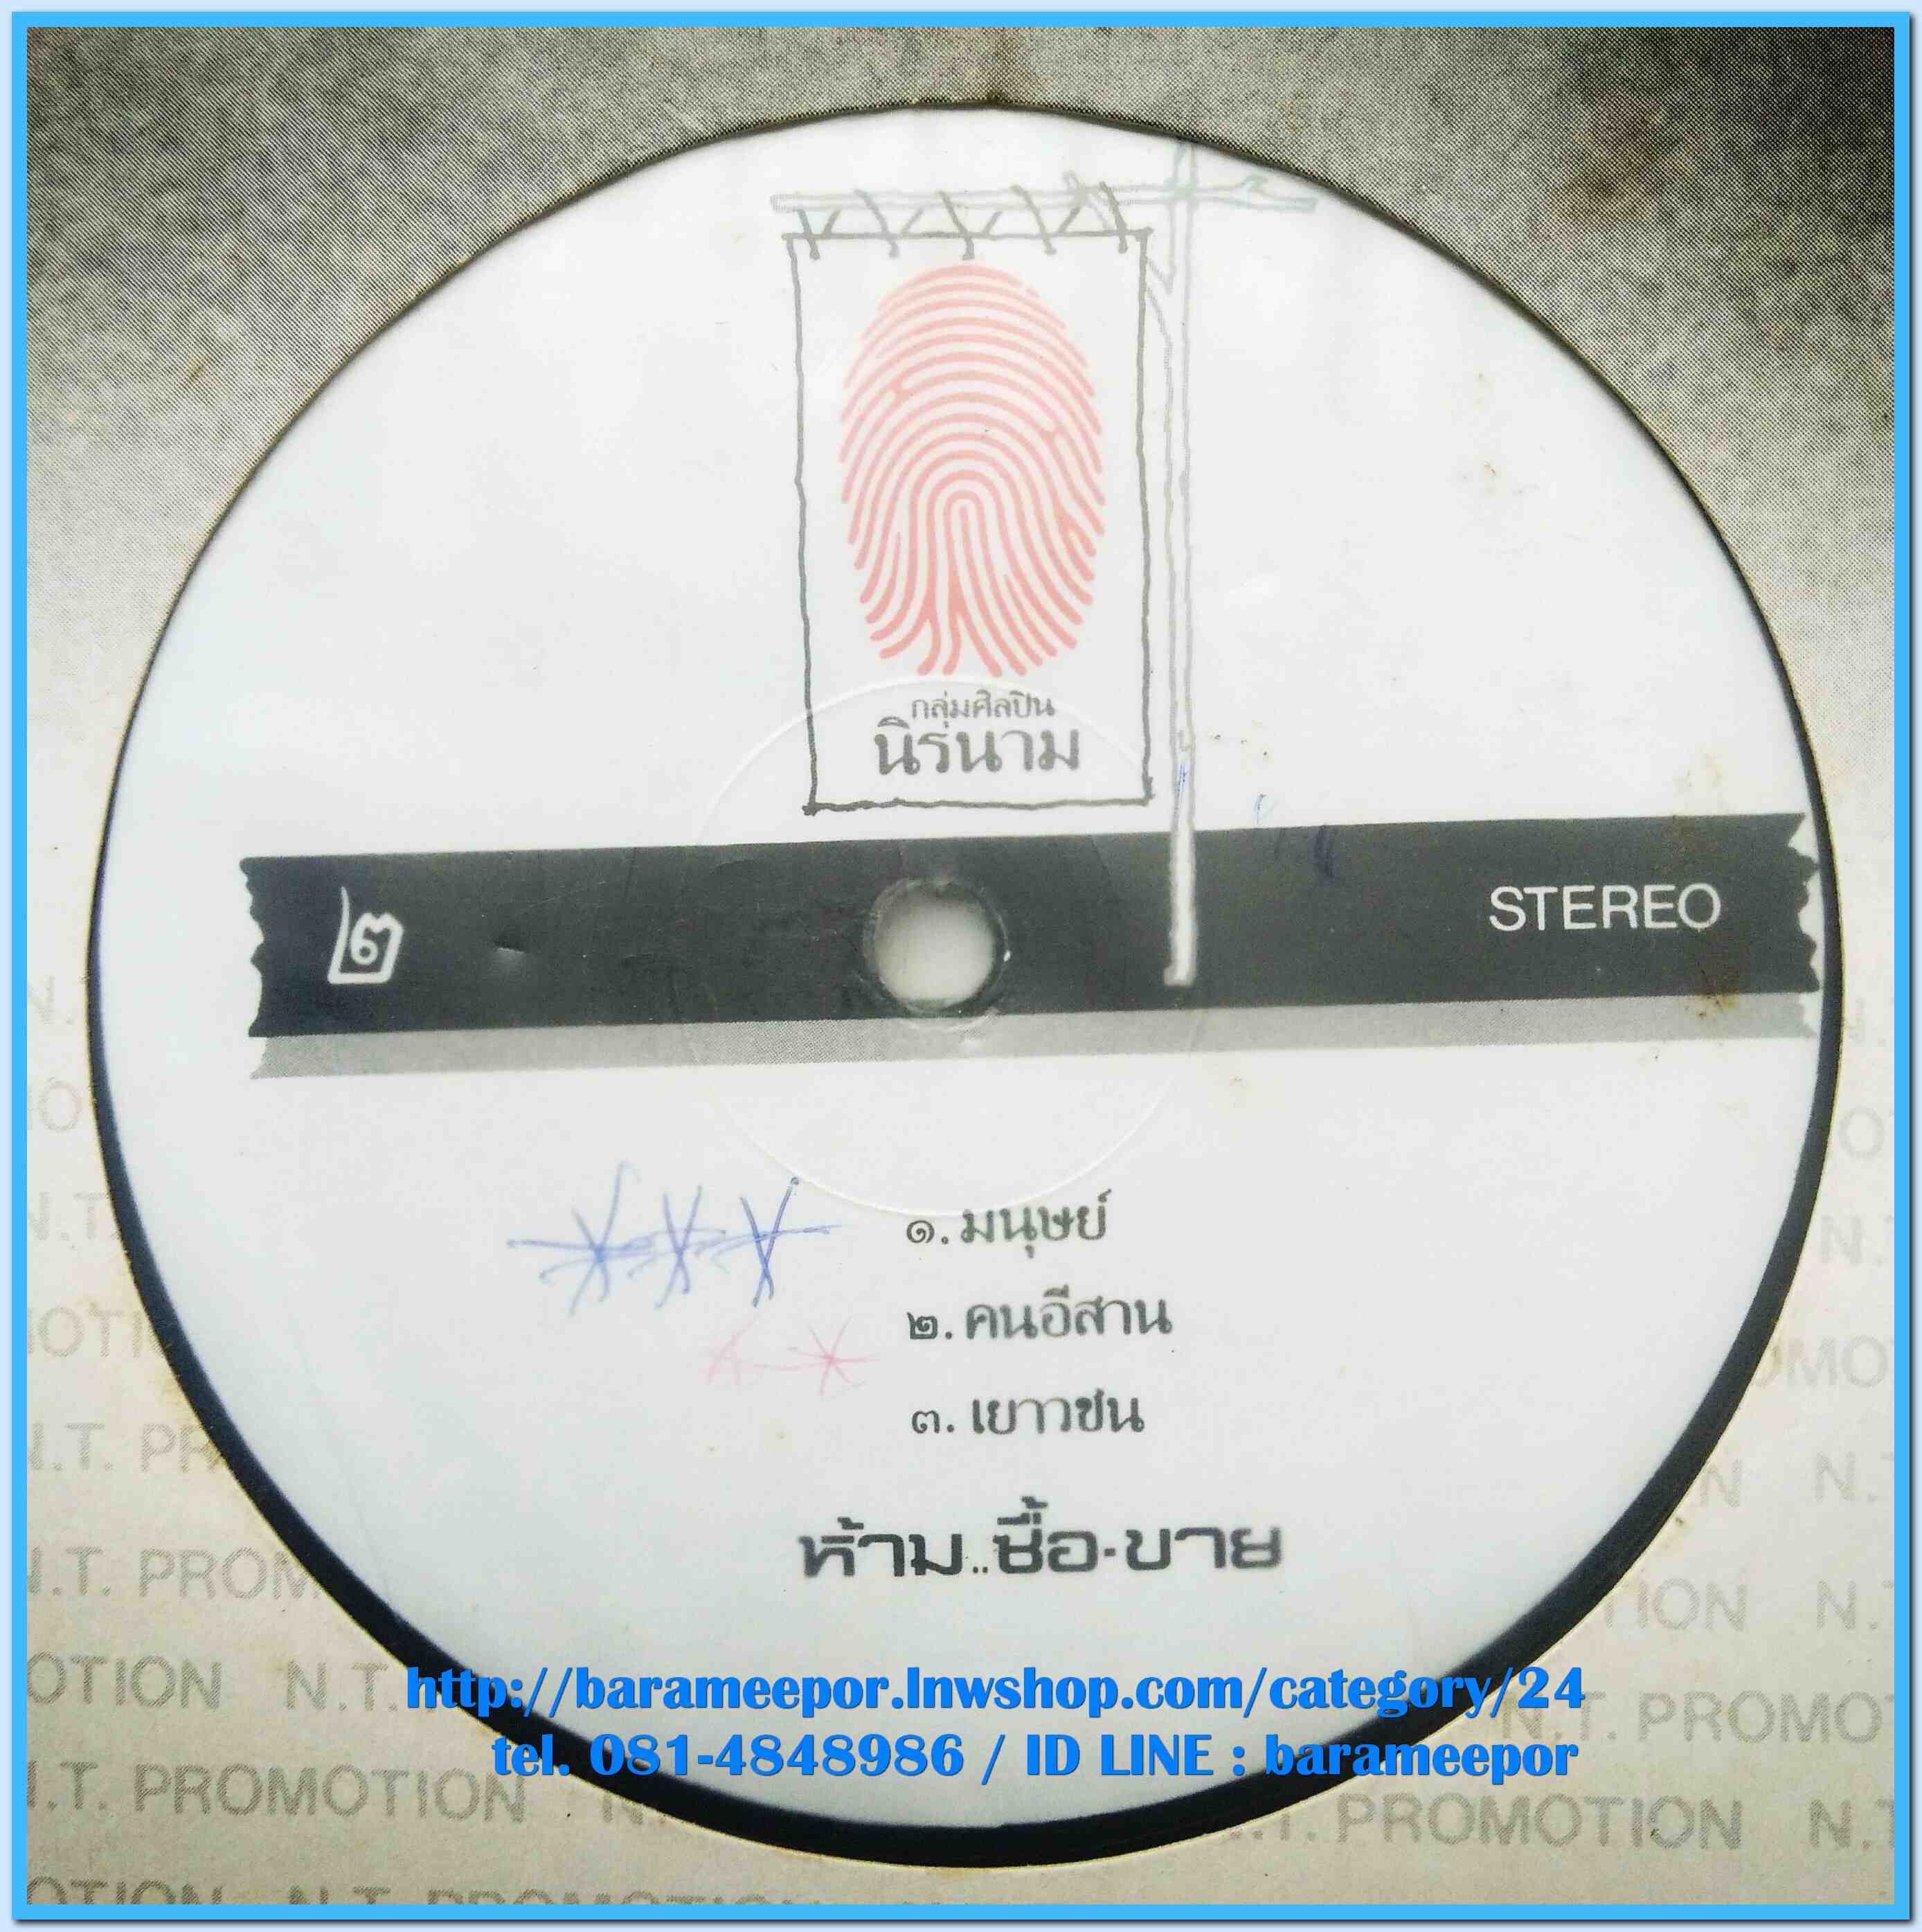 กลุ่มศิลปิน
นิรนาม
๒
STEREO
๑. มนุษย์
๒. คนอีสาน
๓. เยาวชน
ห้าม..ซื้อ-ขาย
N.T. PROMOTION
http://barameepor.lnwshop.com/category/24
tel. 081-4848986 / ID LINE : barameepor
N.T. PROMOTION